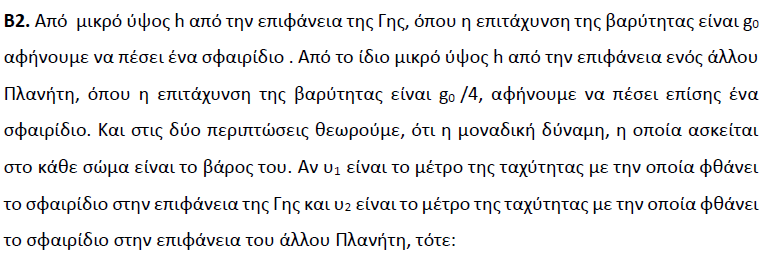 Β2. Από μικρό ύψος h από την επιφάνεια της Γης, όπου η επιτάχυνση της βαρύτητας είναι g₀
αφήνουμε να πέσει ένα σφαιρίδιο . Από το ίδιο μικρό ύψος h από την επιφάνεια ενός άλλου
Πλανήτη, όπου η επιτάχυνση της βαρύτητας είναι g₀ /4, αφήνουμε να πέσει επίσης ένα
σφαιρίδιο. Και στις δύο περιπτώσεις θεωρούμε, ότι η μοναδική δύναμη, η οποία ασκείται
στο κάθε σώμα είναι το βάρος του. Αν υ₁ είναι το μέτρο της ταχύτητας με την οποία φθάνει
το σφαιρίδιο στην επιφάνεια της Γης και υ₂ είναι το μέτρο της ταχύτητας με την οποία φθάνει
το σφαιρίδιο στην επιφάνεια του άλλου Πλανήτη, τότε: